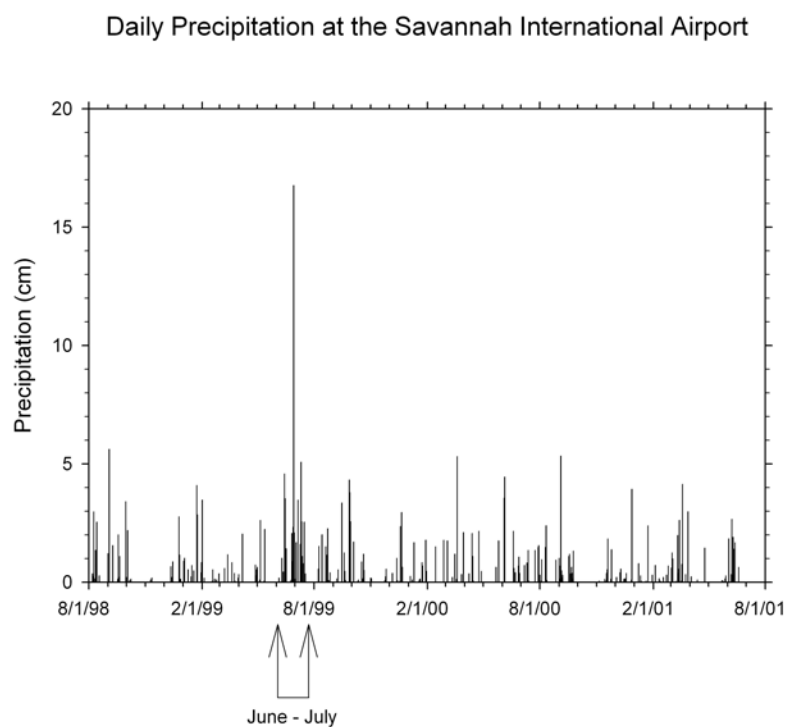 Daily Precipitation at the Savannah International Airport
20
15
10
5
0
Precipitation (cm)
8/1/98 2/1/99 8/1/99 2/1/00 8/1/00 2/1/01 8/1/01
June - July